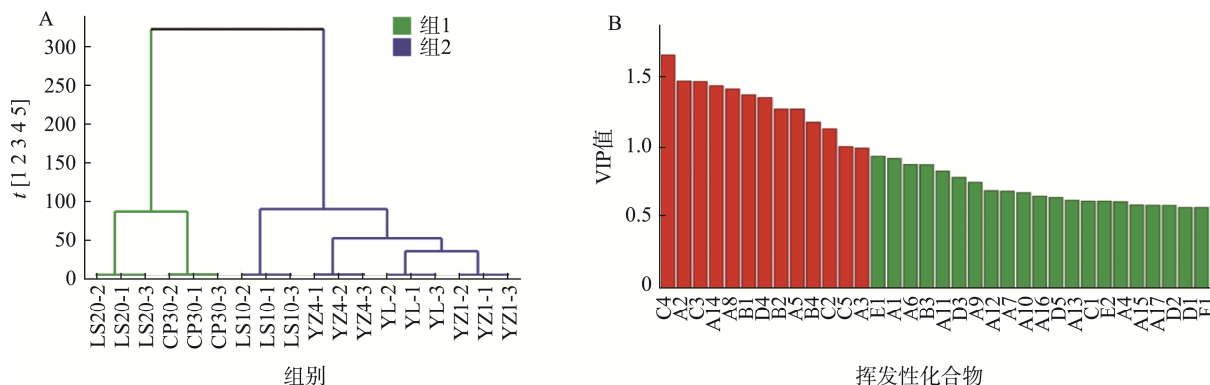 A
组1
组2
300
250
200
150
100
50
0
t [1 2 3 4 5]
LS20-2
LS20-1
LS20-3
CP30-2
CP30-1
CP30-3
LS10-2
LS10-1
LS10-3
YZ4-1
YZ4-2
YZ4-3
YL-2
YL-1
YL-3
YZ1-2
YZ1-1
YZ1-3
组别
B
1.5
1.0
0.5
0
VIP值
C4
A2
C3
A14
A8
B1
D4
B2
A5
B4
C2
C5
A3
E1
A1
A6
B3
A11
D3
A9
A12
A7
A10
A16
D5
A13
C1
E2
A4
A15
A17
D2
D1
挥发性化合物